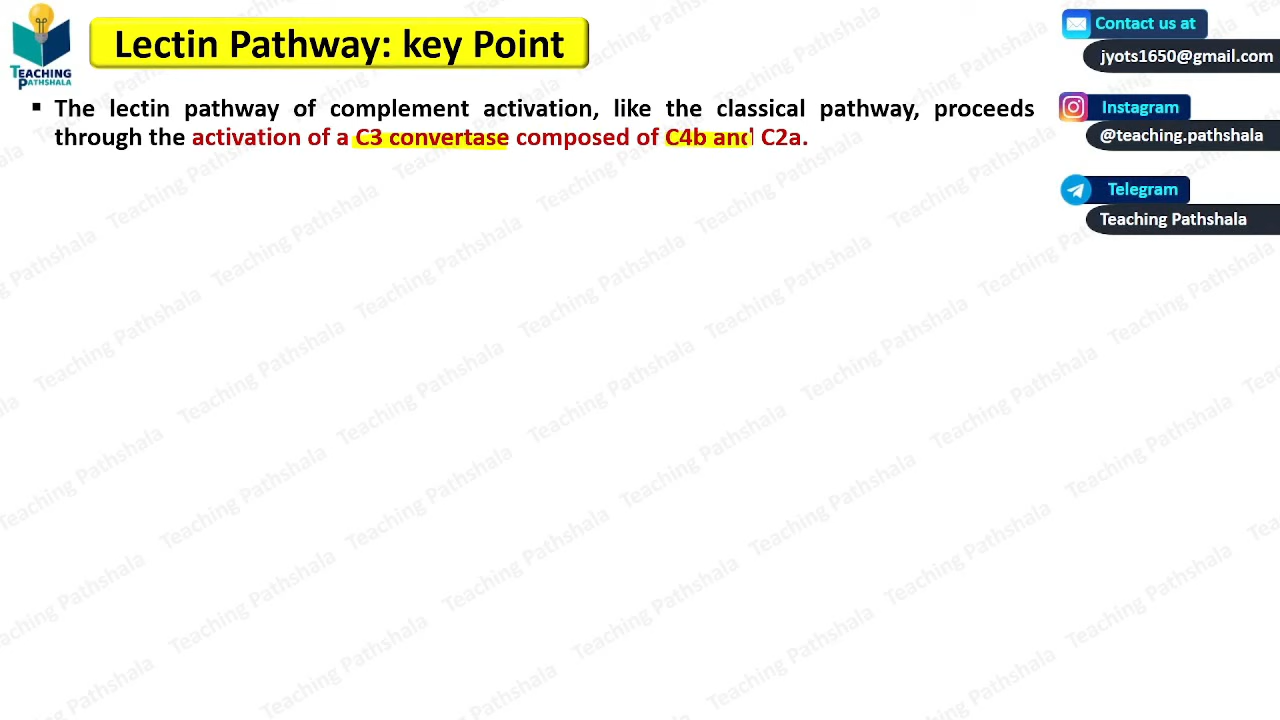 TEACHING
PATHSHALA
Lectin Pathway: key Point
▪ The lectin pathway of complement activation, like the classical pathway, proceeds
through the activation of a C3 convertase composed of C4b and C2a.
Contact us at
jyots1650@gmail.com
Instagram
@teaching.pathshala
Telegram
Teaching Pathshala